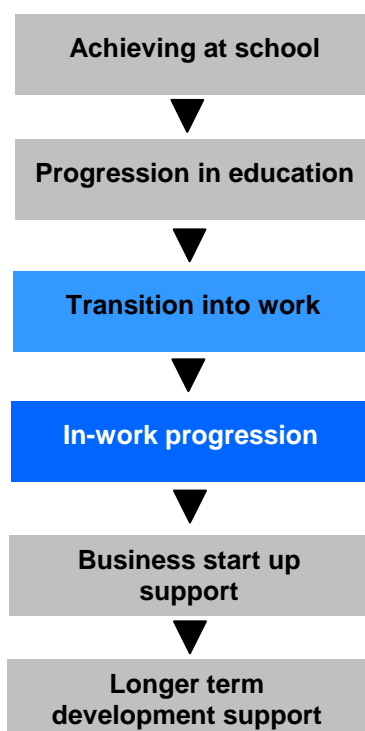 Achieving at school
Progression in education
Transition into work
In-work progression
Business start up
support
Longer term
development support